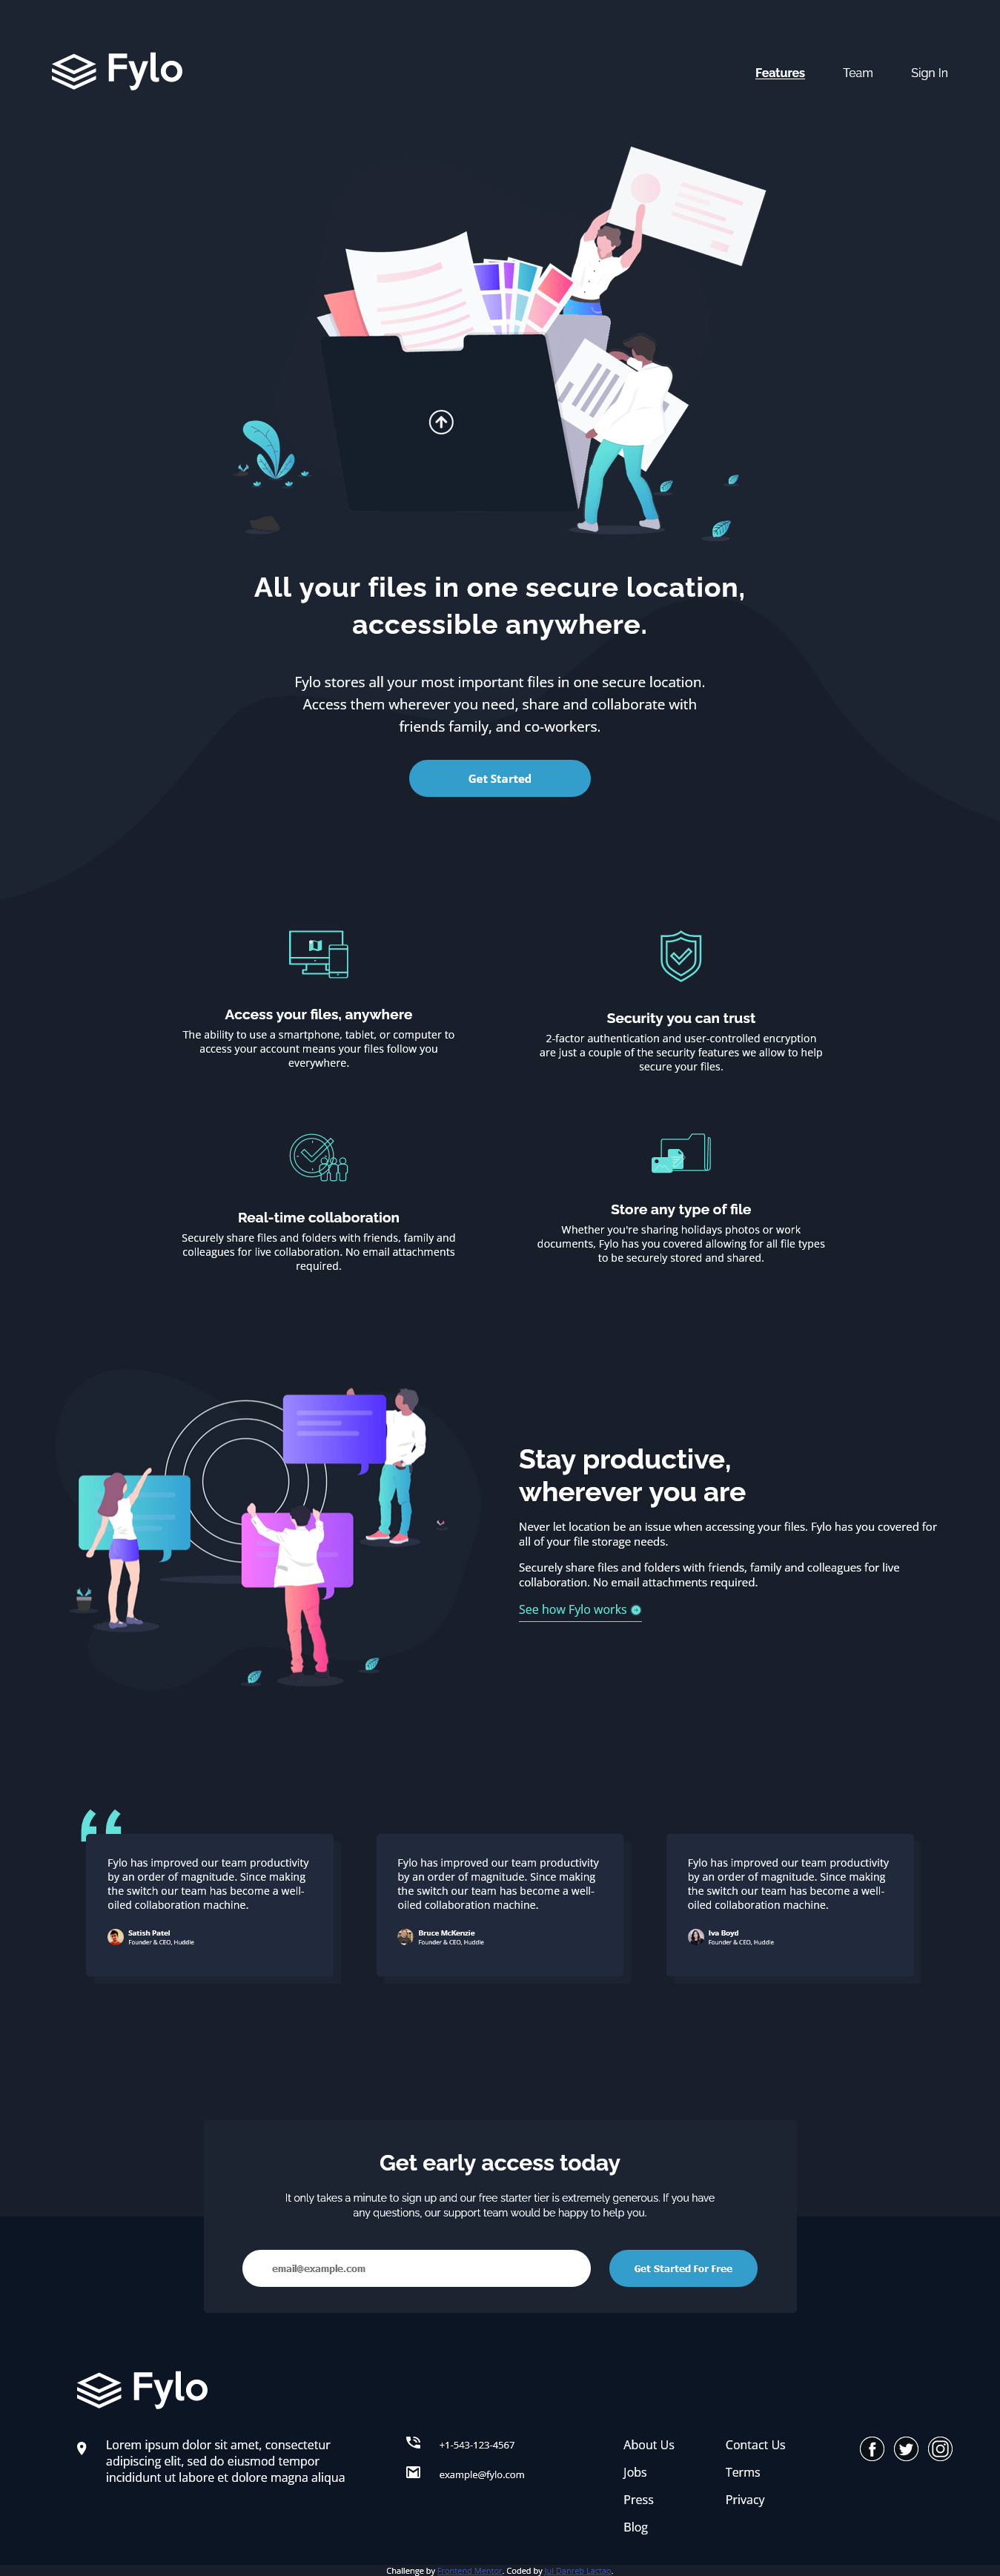 Fylo
Features Team Sign In
All your files in one secure location,
accessible anywhere.
Fylo stores all your most important files in one secure location.
Access them wherever you need, share and collaborate with
friends family, and co-workers.
Get Started
Access your files, anywhere
The ability to use a smartphone, tablet, or computer to
access your account means your files follow you
everywhere.
Security you can trust
2-factor authentication and user-controlled encryption
are just a couple of the security features we allow to help
secure your files.
Real-time collaboration
Securely share files and folders with friends, family and
colleagues for live collaboration. No email attachments
required.
Store any type of file
Whether you're sharing holidays photos or work
documents, Fylo has you covered allowing for all file types
to be securely stored and shared.
Stay productive,
wherever you are
Never let location be an issue when accessing your files. Fylo has you covered for
all of your file storage needs.
Securely share files and folders with friends, family and colleagues for live
collaboration. No email attachments required.
See how Fylo works
Fylo has improved our team productivity
by an order of magnitude. Since making
the switch our team has become a well-
oiled collaboration machine.
Satish Patel
Founder & CEO, Huddle
Fylo has improved our team productivity
by an order of magnitude. Since making
the switch our team has become a well-
oiled collaboration machine.
Bruce McKenzie
Founder & CEO, Huddle
Fylo has improved our team productivity
by an order of magnitude. Since making
the switch our team has become a well-
oiled collaboration machine.
Iva Boyd
Founder & CEO, Huddle
Get early access today
It only takes a minute to sign up and our free starter tier is extremely generous. If you have
any questions, our support team would be happy to help you.
email@example.com
Get Started For Free
Fylo
Lorem ipsum dolor sit amet, consectetur
adipiscing elit, sed do eiusmod tempor
incididunt ut labore et dolore magna aliqua
+1-543-123-4567
example@fylo.com
About Us
Jobs
Press
Blog
Contact Us
Terms
Privacy
Challenge by Frontend Mentor. Coded by Jul Danreb Lactao.